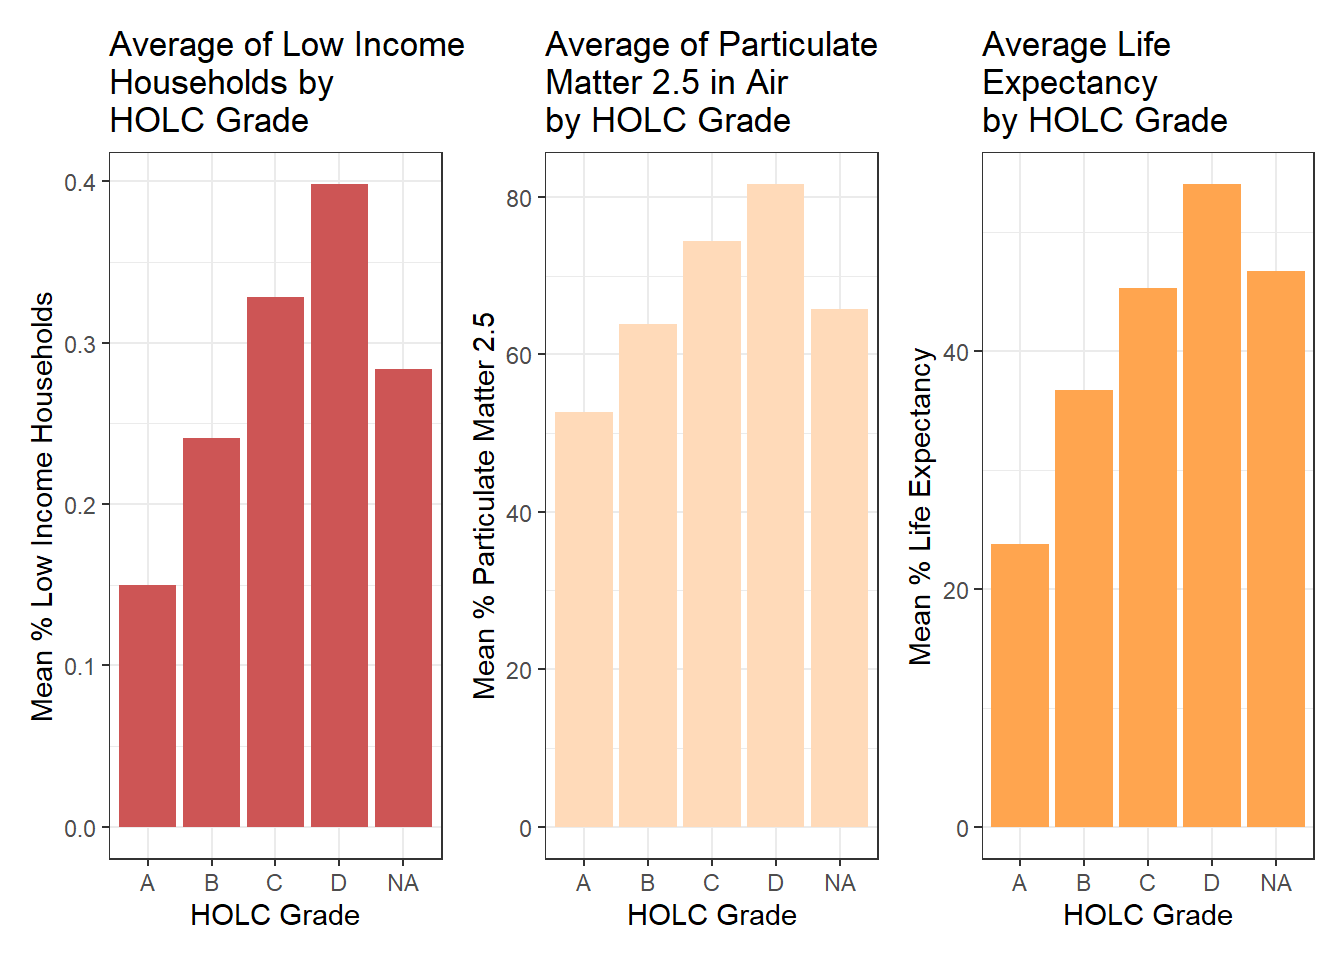 Average of Low Income
Households by
HOLC Grade
Mean % Low Income Households
0.4
0.3
0.2
0.1
0.0
A B C D NA
HOLC Grade
Average of Particulate
Matter 2.5 in Air
by HOLC Grade
Mean % Particulate Matter 2.5
80
60
40
20
0
A B C D NA
HOLC Grade
Average Life
Expectancy
by HOLC Grade
Mean % Life Expectancy
40
20
0
A B C D NA
HOLC Grade